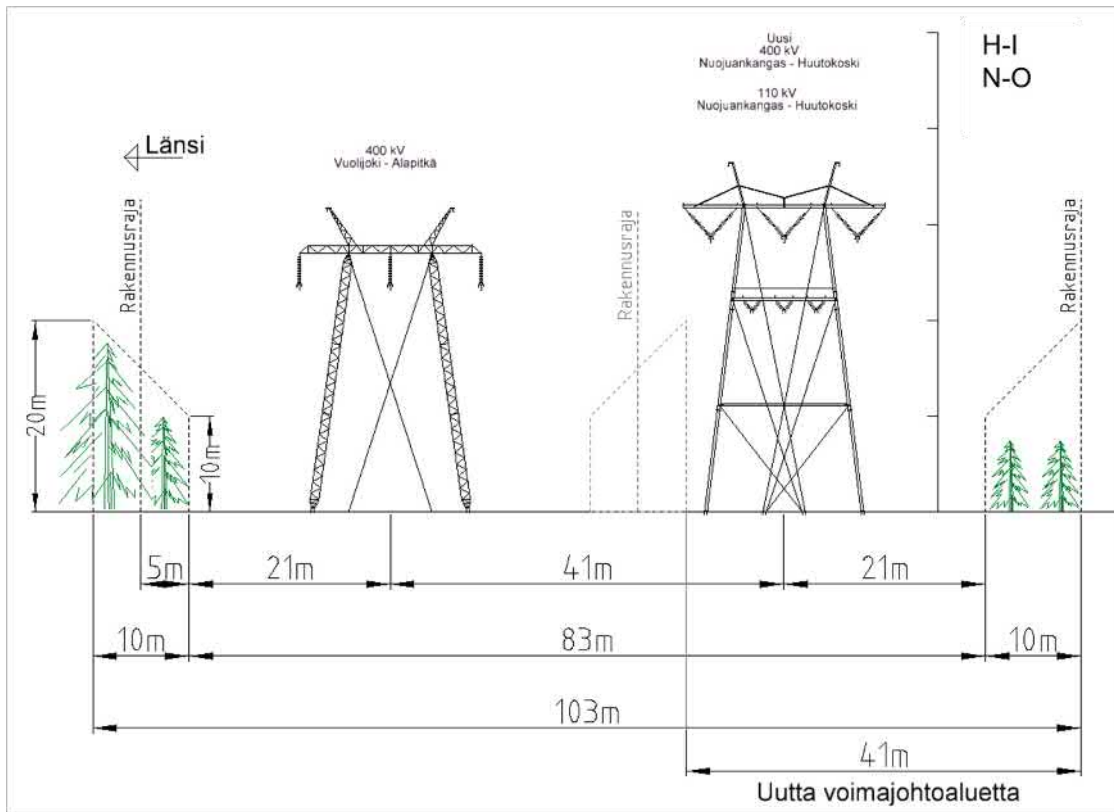 H-I
N-O
Uusi
400 kV
Nuojuankangas - Huutokoski
110 kV
Nuojuankangas - Huutokoski
Länsi
400 kV
Vuolijoki - Alapitkä
Rakennusraja
Rakennusraja
Rakennusraja
20m
10m
5m
21m
41m
21m
10m
83m
10m
103m
41m
Uutta voimajohtoaluetta